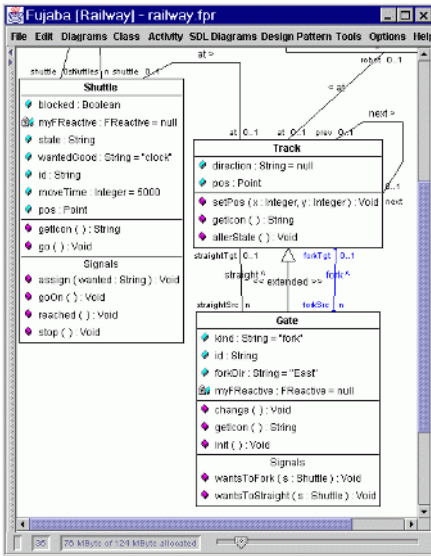 Fujaba [Railway] - railway.fpr
File Edit Diagrams Class Activity SDL Diagrams Design Pattern Tools Options Help
at >
shuttle n shuttle 0..1
robot 0..1
< at
next >
Shuttle
blocked : Boolean
myFReactive : FReactive = null
state : String
wantedGood : String = "clock"
id : String
moveTime : Integer = 5000
pos : Point
getIcon ( ) : String
go ( ) : Void
Signals
assign ( wanted : String ) : Void
goOn ( ) : Void
reached ( ) : Void
stop ( ) : Void
at 0..1 at 0..1 prev 0..1
Track
direction : String = null
pos : Point
setPos ( x : Integer, y : Integer ) : Void
getIcon ( ) : String
alterState ( ) : Void
0..1
next
straightTgt 0..1 forkTgt 0..1
straight ^ fork ^
<< extended >>
straightSrc n forkSrc n
Gate
kind : String = "fork"
id : String
forkDir : String = "East"
myFReactive : FReactive = null
change ( ) : Void
getIcon ( ) : String
init ( ) : Void
Signals
wantsToFork ( s : Shuttle ) : Void
wantsToStraight ( s : Shuttle ) : Void
36 76 MByte of 124 MByte allocated